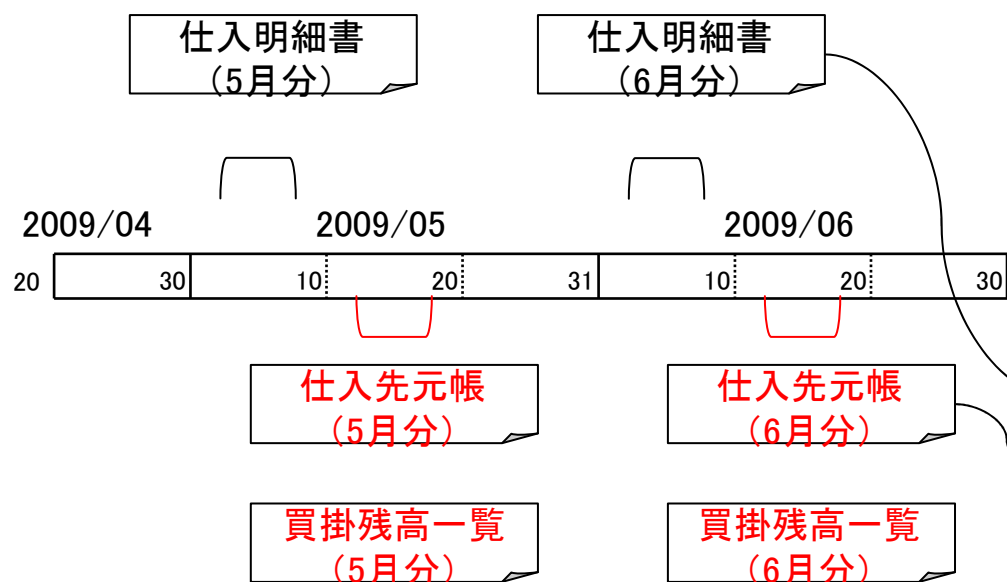 仕入明細書
(5月分)
仕入明細書
(6月分)
2009/04
2009/05
2009/06
20
30
10
20
31
10
20
30
仕入先元帳
(5月分)
仕入先元帳
(6月分)
買掛残高一覧
(5月分)
買掛残高一覧
(6月分)